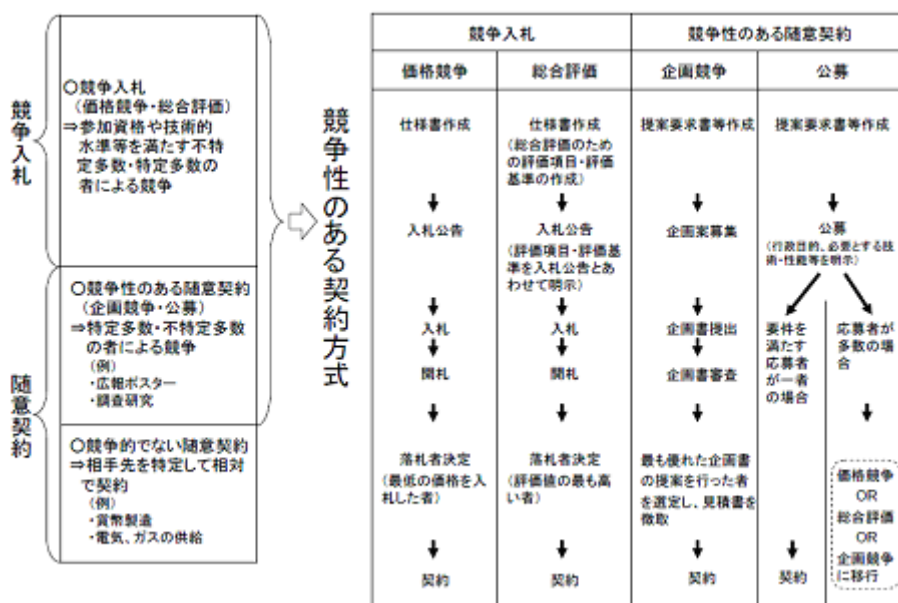 競争入札
○競争入札
(価格競争・総合評価)
⇒参加資格や技術的
水準等を満たす不特
定多数・特定多数の
者による競争
随意契約
○競争性のある随意契約
(企画競争・公募)
⇒特定多数・不特定多数
の者による競争
(例)
・広報ポスター
・調査研究
○競争的でない随意契約
⇒相手先を特定して相対
で契約
(例)
・貨幣製造
・電気、ガスの供給
競争性のある契約方式
競争入札
競争性のある随意契約
価格競争
総合評価
企画競争
公募
仕様書作成
仕様書作成
(総合評価のため
の評価項目・評価
基準の作成)
提案要求書等作成
提案要求書等作成
入札公告
入札公告
(評価項目・評価基
準を入札公告とあ
わせて明示)
企画案募集
公募
(行政目的、必要とする技
術・性能等を明示)
入札
入札
企画書提出
要件を
満たす
応募者
が一者
の場合
応募者が
多数の場
合
開札
開札
企画書審査
落札者決定
(最低の価格を入
札した者)
落札者決定
(評価値の最も高
い者)
最も優れた企画書
の提案を行った者
を選定し、見積書を
徴取
価格競争
OR
総合評価
OR
企画競争
に移行
契約
契約
契約
契約